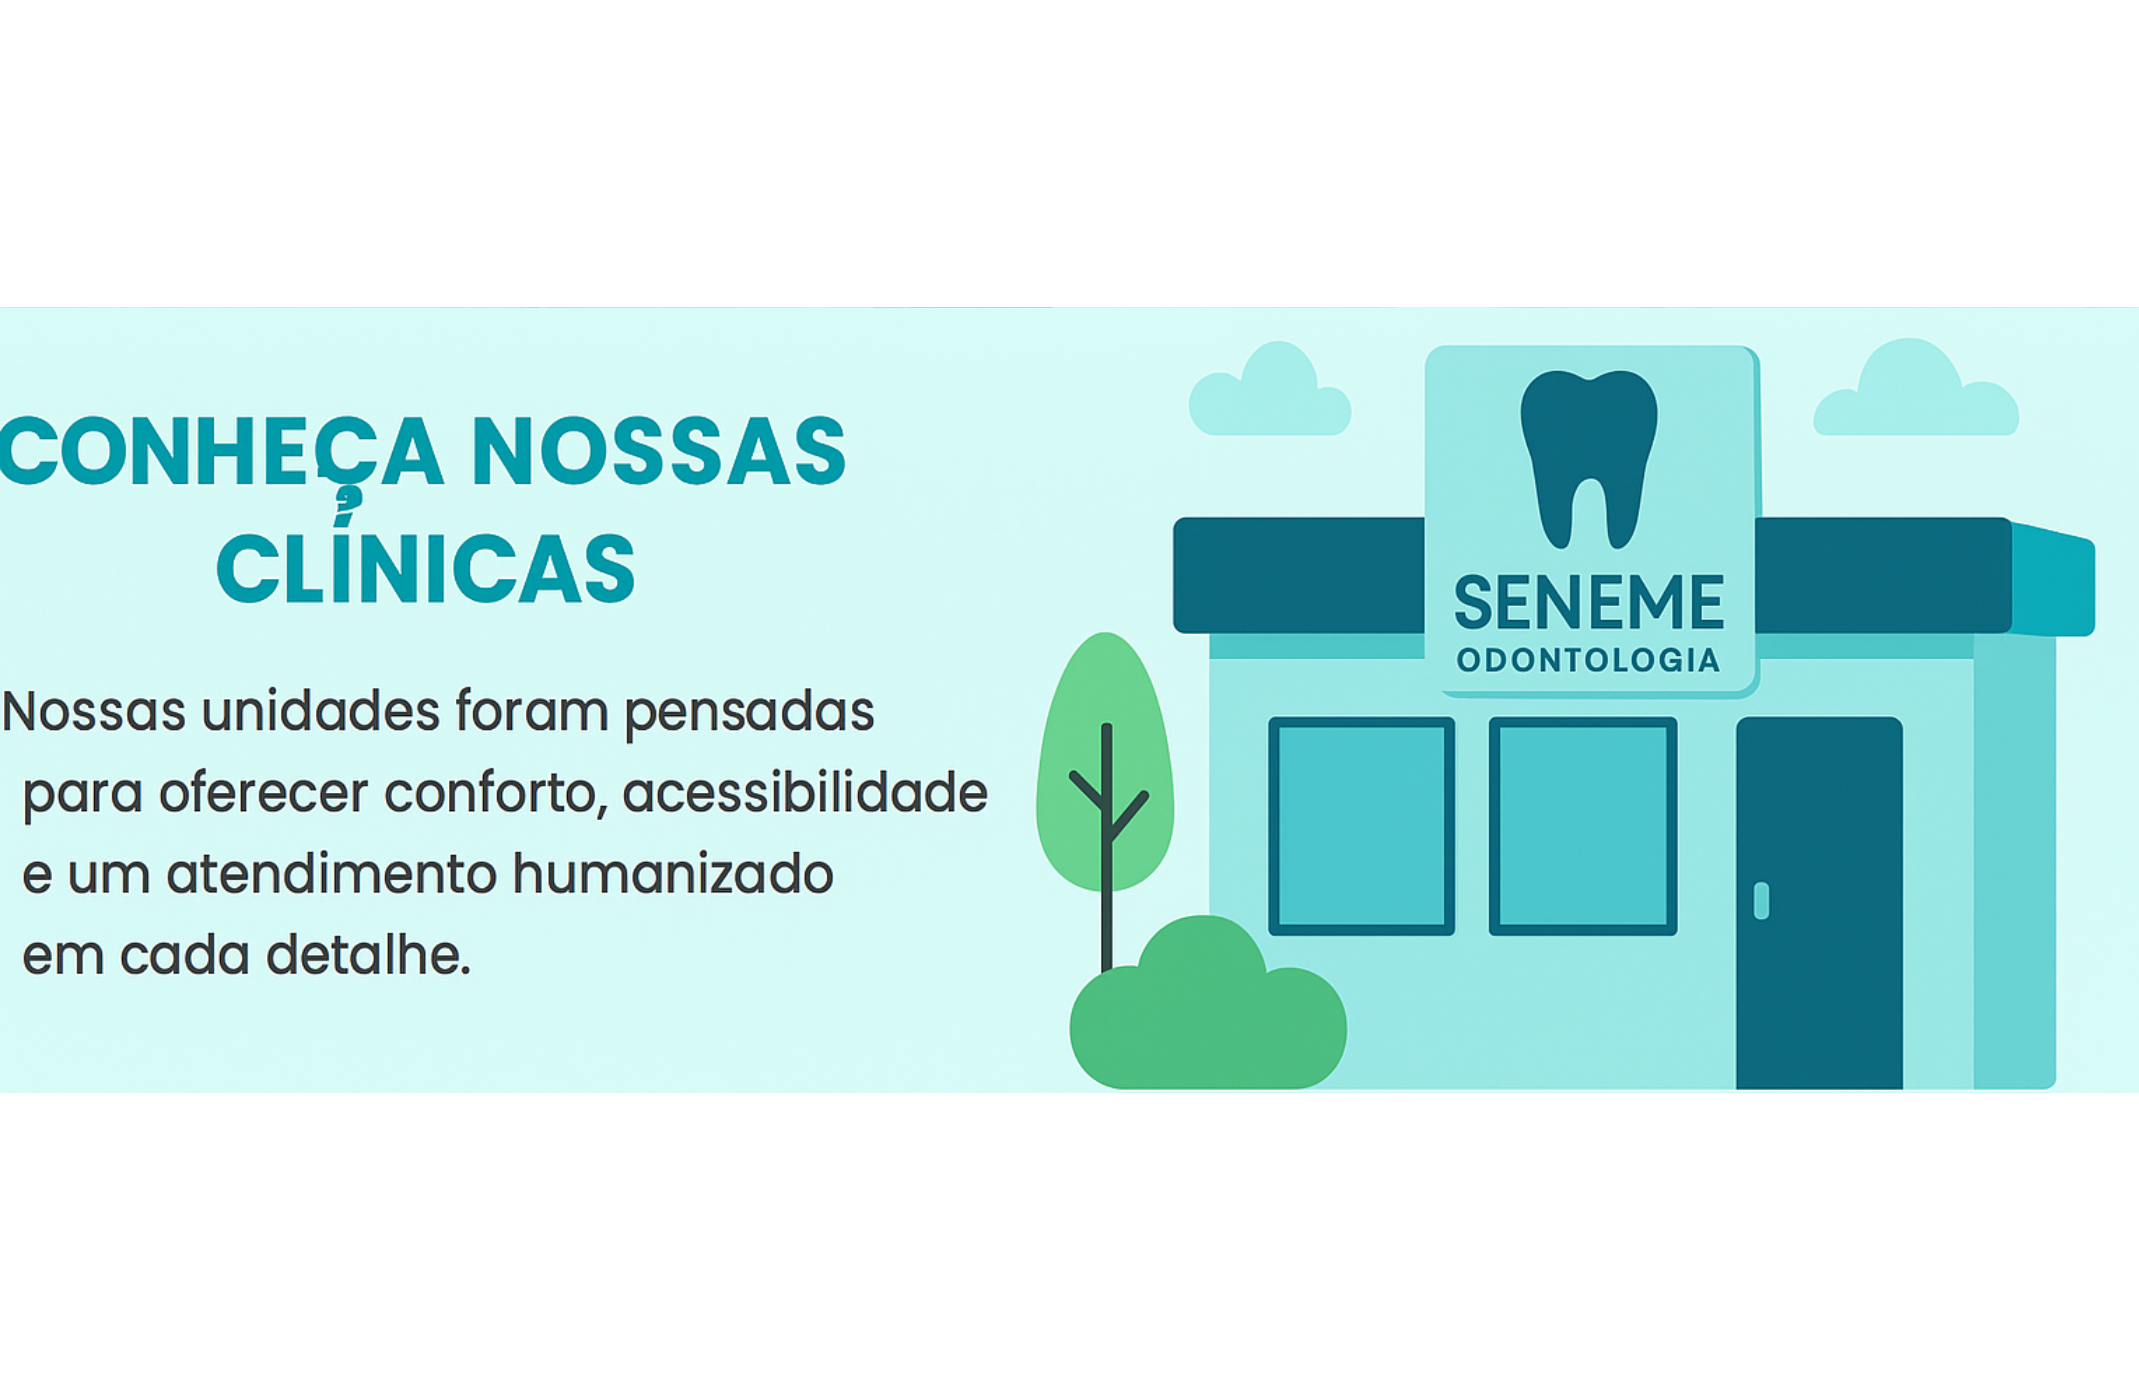 CONHEÇA NOSSAS
CLÍNICAS
Nossas unidades foram pensadas
para oferecer conforto, acessibilidade
e um atendimento humanizado
em cada detalhe.
SENEME
ODONTOLOGIA